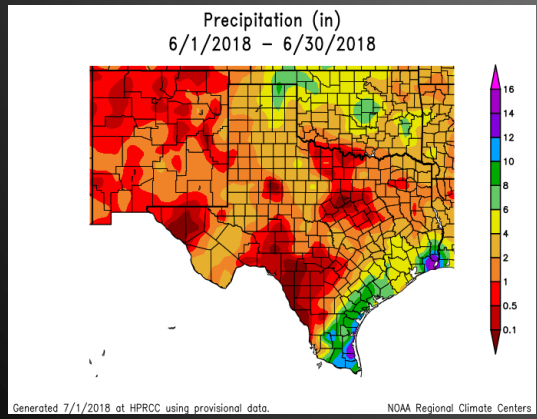 Precipitation (in)
6/1/2018 – 6/30/2018
16
14
12
10
8
6
4
2
1
0.5
0.1
Generated 7/1/2018 at HPRCC using provisional data.
NOAA Regional Climate Centers